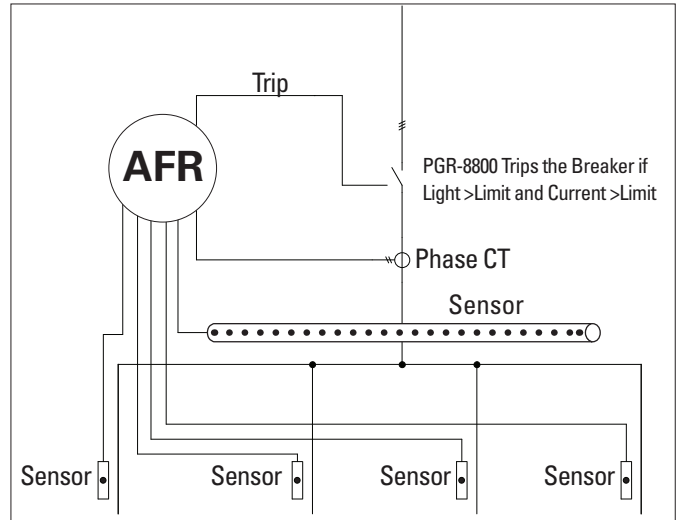 Trip
AFR
PGR-8800 Trips the Breaker if
Light >Limit and Current >Limit
Phase CT
Sensor
Sensor
Sensor
Sensor
Sensor